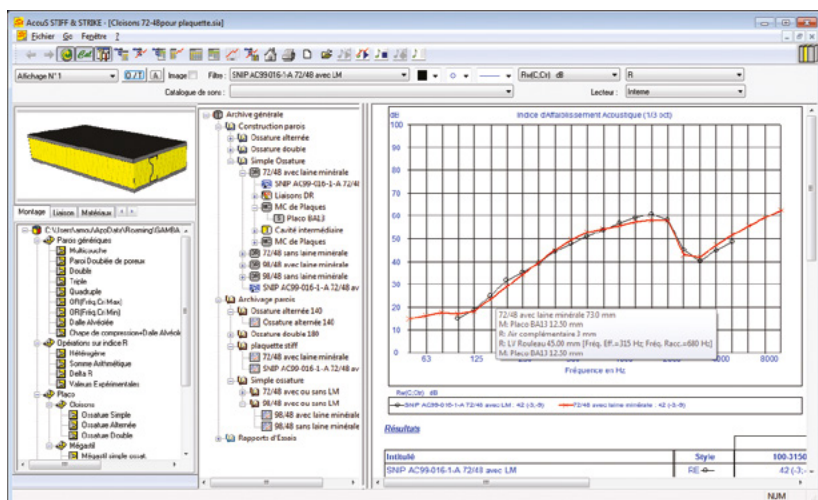 AccouS STIFF & STRIKE - [Cloisons 72-48pour plaquette.sia]
Fichier Go Fenêtre ?
Affichage N°1
Image
Filtre : SNIP AC99-016-1-A 72/48 avec LM
Rw(C,Ctr) dB
R
Catalogue de sons :
Lecteur : Interne
Montage Liaison Matériaux
Parois génériques
Multicouche
Paroi Doublée de poreux
Double
Triple
Quadruple
OR(Fréq.Cri Max)
OR(Fréq.Cri Min)
Dalle Alvéolée
Chape de compression+Dalle Alvéolé
Opérations sur indice R
Hétérogène
Somme Arithmétique
Delta R
Valeurs Expérimentales
Placo
Cloisons
Ossature Simple
Ossature Alternée
Ossature Double
Mégastil
Mégastil simple ossat.
Archive générale
Construction parois
Ossature alternée
Ossature double
Simple Ossature
72/48 avec laine minérale
SNIP AC99-016-1-A 72/4
Liaisons DR
MC de Plaques
Placo BA13
Cavité intermédiaire
MC de Plaques
72/48 sans laine minérale
98/48 avec laine minérale
98/48 sans laine minérale
SNIP AC99-016-1-A 72/48 av
Archivage parois
Ossature alternée 140
Ossature alternée 140
Ossature double 180
plaquette stiff
72/48 avec laine minérale
SNIP AC99-016-1-A 72/48 av
Simple ossature
72/48 avec ou sans LM
98/48 avec ou sans LM
98/48 avec laine minérale
98/48 sans laine minérale
Rapports d'Essais
dB
Indice d'Affaiblissement Acoustique (1/3 oct)
100
90
80
70
60
50
40
30
20
10
0
63 125 8000
Fréquence en Hz
72/48 avec laine minérale 73.0 mm
M: Placo BA13 12.50 mm
R: Air complémentaire 3 mm
R: LV Rouleau 45.00 mm [Fréq. Eff.=315 Hz; Fréq. Racc.=680 Hz]
M: Placo BA13 12.50 mm
Rw(C;Ctr) dB
SNIP AC99-016-1-A 72/48 avec LM : 42 (-3;-9)
72/48 avec laine minérale : 42 (-3;-9)
Résultats
Intitulé Style 100-3150
SNIP AC99-016-1-A 72/48 avec LM RE 42 (-3;-
NUM